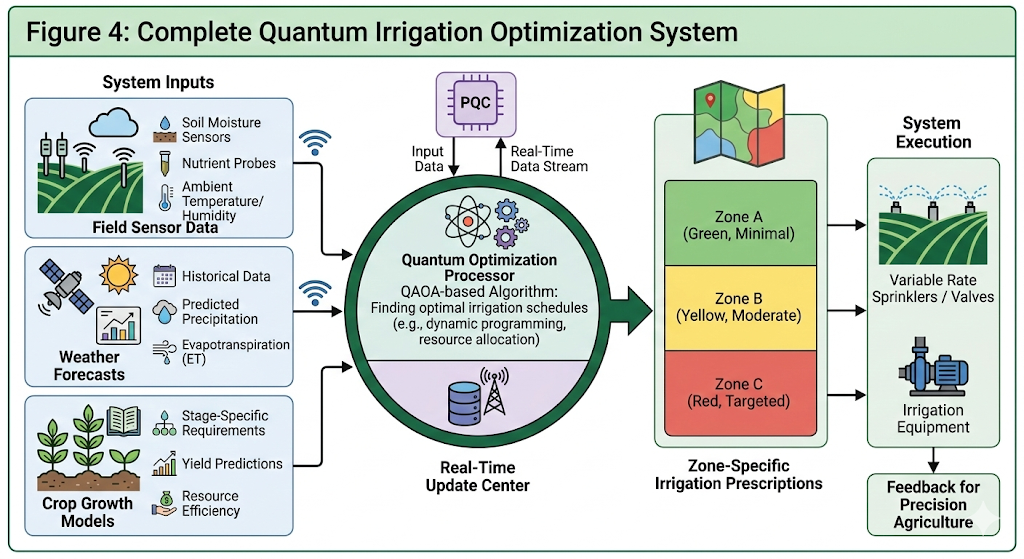 Figure 4: Complete Quantum Irrigation Optimization System
System Inputs
Soil Moisture
Sensors
Nutrient Probes
Ambient
Temperature/
Humidity
Field Sensor Data
Historical Data
Predicted
Precipitation
Evapotranspiration
(ET)
Weather
Forecasts
Stage-Specific
Requirements
Yield Predictions
Resource
Efficiency
Crop Growth
Models
PQC
Input
Data
Real-Time
Data Stream
Quantum Optimization
Processor
QAOA-based Algorithm:
Finding optimal irrigation schedules
(e.g., dynamic programming,
resource allocation)
Real-Time
Update Center
Zone A
(Green, Minimal)
Zone B
(Yellow, Moderate)
Zone C
(Red, Targeted)
Zone-Specific
Irrigation Prescriptions
System
Execution
Variable Rate
Sprinklers / Valves
Irrigation
Equipment
Feedback for
Precision
Agriculture